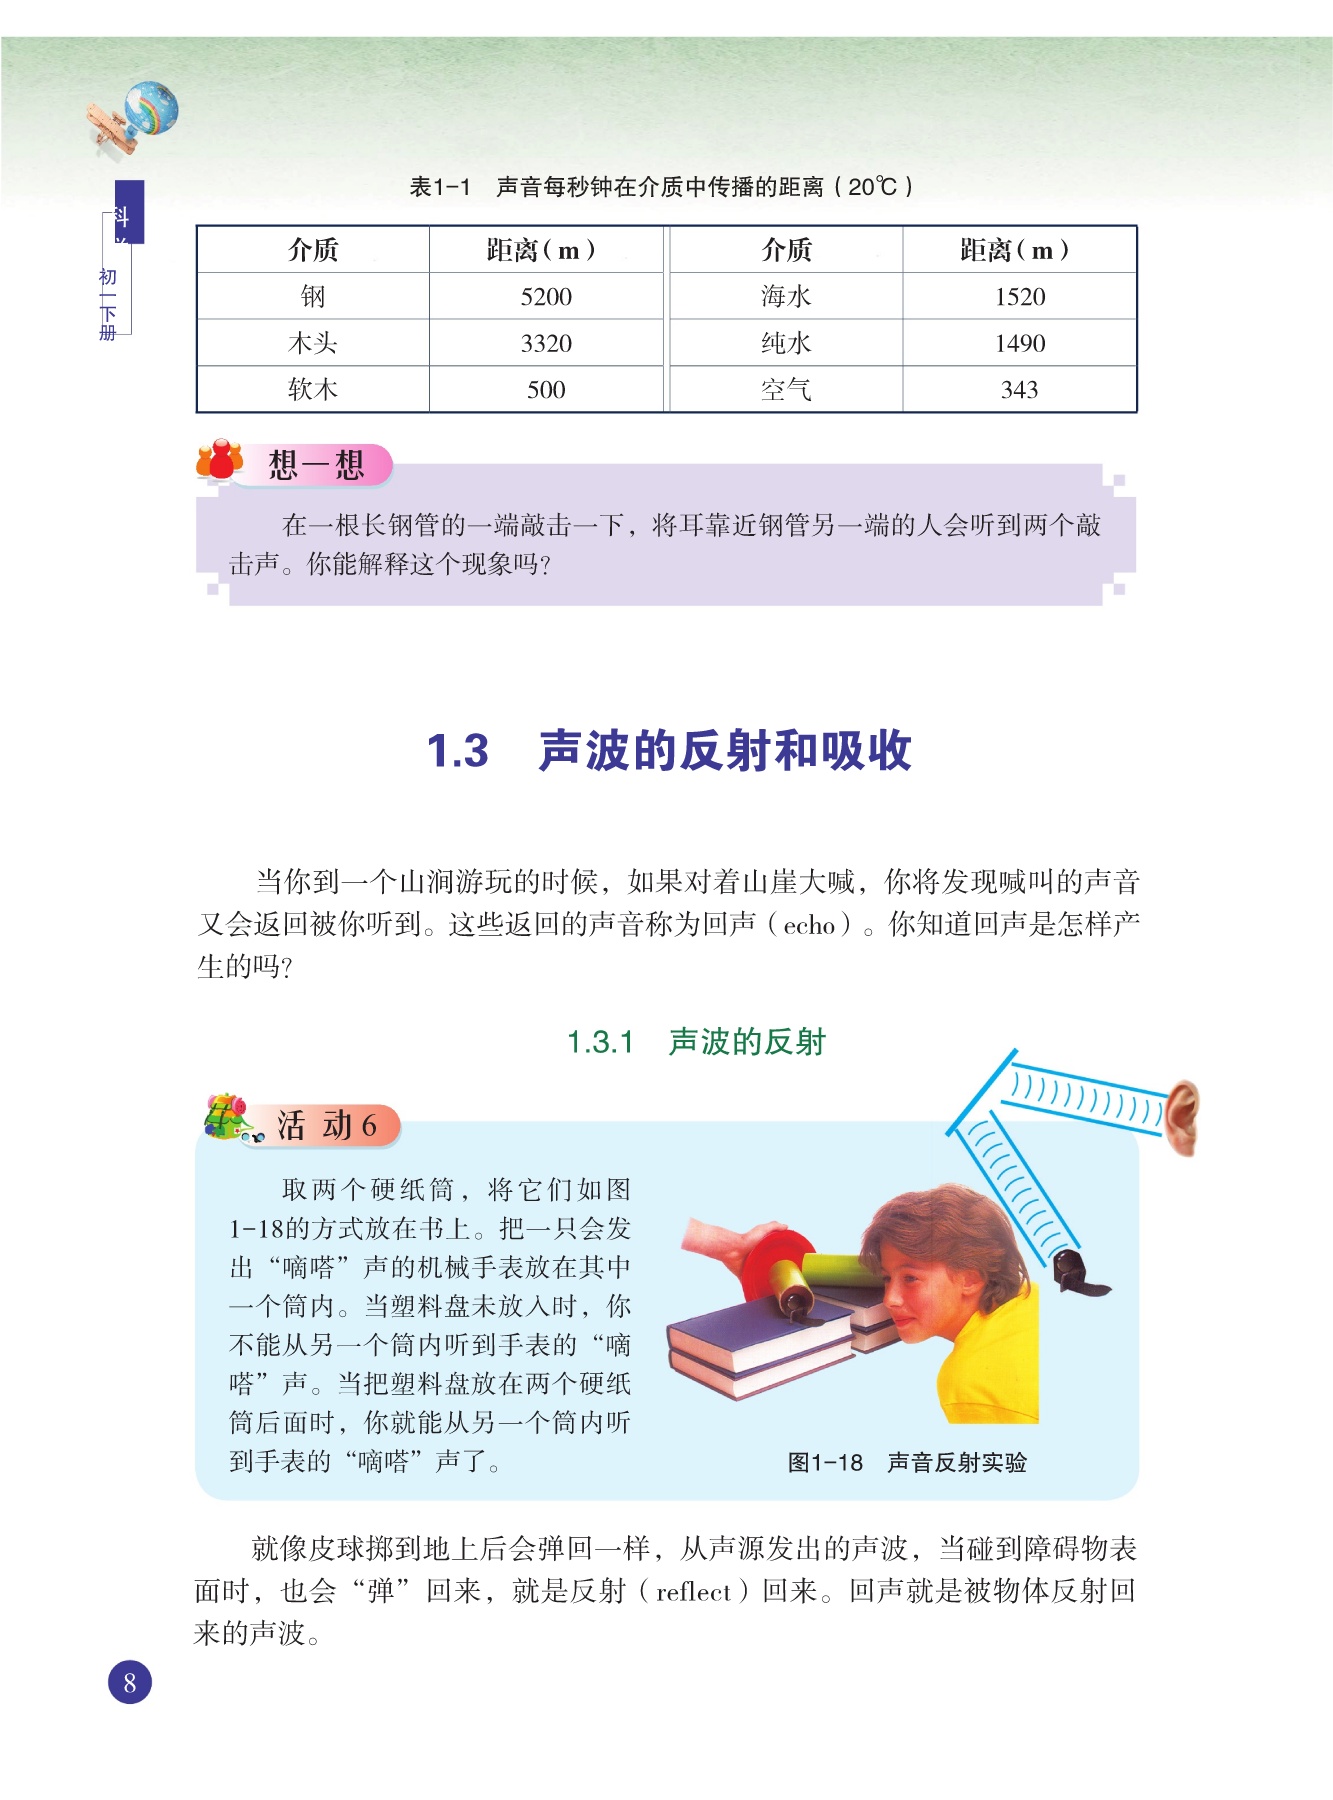 科
初一下册
表1-1 声音每秒钟在介质中传播的距离（20℃）
介质 距离（m） 介质 距离（m）
钢 5200 海水 1520
木头 3320 纯水 1490
软木 500 空气 343
想一想
在一根长钢管的一端敲击一下，将耳靠近钢管另一端的人会听到两个敲
击声。你能解释这个现象吗?
1.3 声波的反射和吸收
当你到一个山涧游玩的时候，如果对着山崖大喊，你将发现喊叫的声音
又会返回被你听到。这些返回的声音称为回声（echo）。你知道回声是怎样产
生的吗?
1.3.1 声波的反射
活 动 6
取两个硬纸筒，将它们如图
1-18的方式放在书上。把一只会发
出“嘀嗒”声的机械手表放在其中
一个筒内。当塑料盘未放入时，你
不能从另一个筒内听到手表的“嘀
嗒”声。当把塑料盘放在两个硬纸
筒后面时，你就能从另一个筒内听
到手表的“嘀嗒”声了。
图1-18 声音反射实验
就像皮球掷到地上后会弹回一样，从声源发出的声波，当碰到障碍物表
面时，也会“弹”回来，就是反射（reflect）回来。回声就是被物体反射回
来的声波。
8